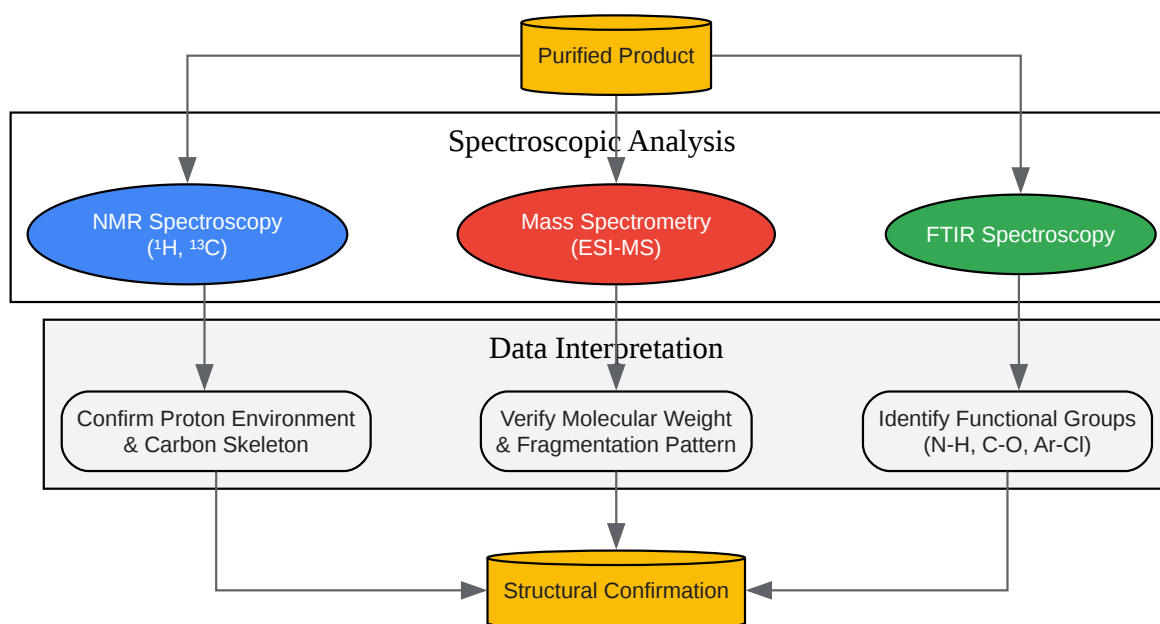 Purified Product
Spectroscopic Analysis
NMR Spectroscopy
(¹H, ¹³C)
Mass Spectrometry
(ESI-MS)
FTIR Spectroscopy
Data Interpretation
Confirm Proton Environment
& Carbon Skeleton
Verify Molecular Weight
& Fragmentation Pattern
Identify Functional Groups
(N-H, C-O, Ar-Cl)
Structural Confirmation